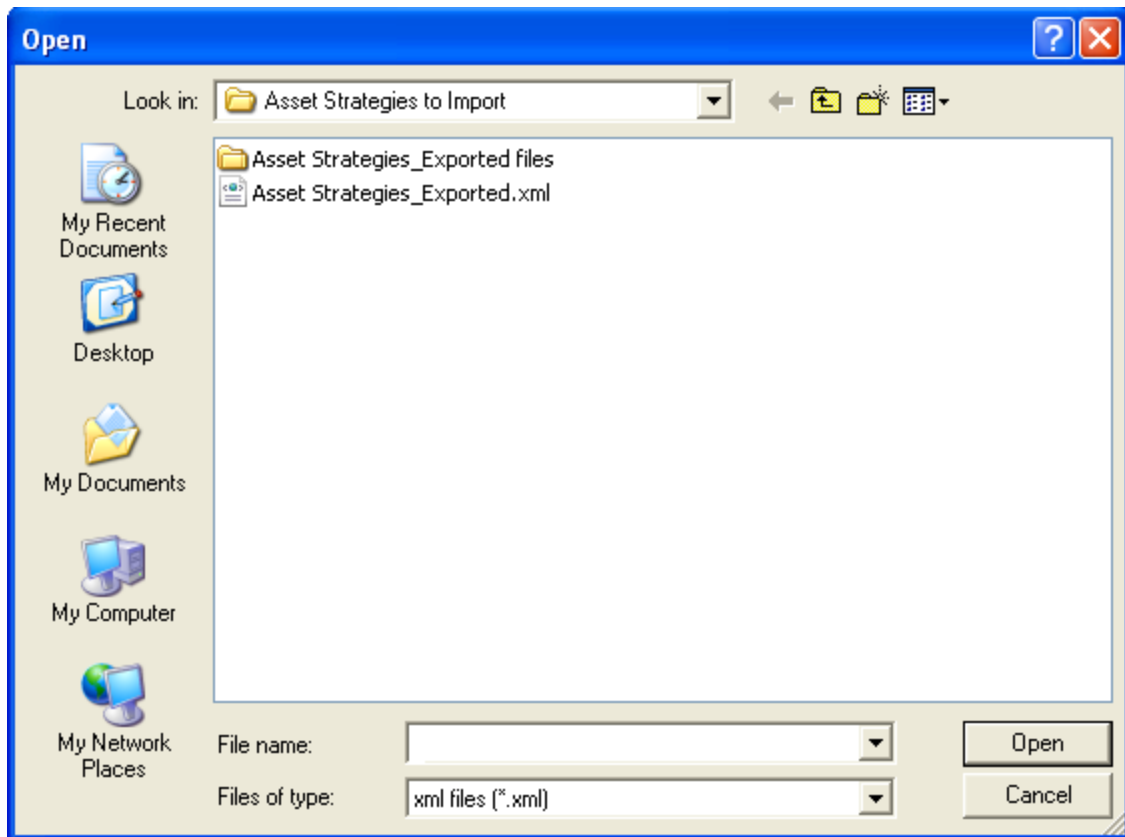 Open
Look in: Asset Strategies to Import
Asset Strategies_Exported files
Asset Strategies_Exported.xml
My Recent
Documents
Desktop
My Documents
My Computer
My Network
Places
File name:
Open
Files of type: xml files (*.xml)
Cancel